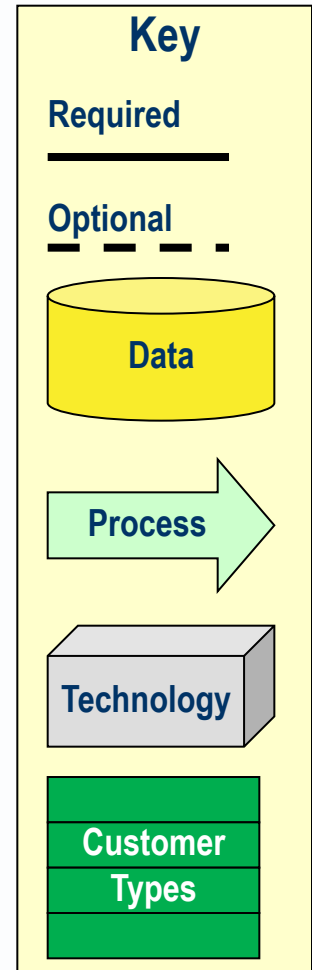 Key
Required
Optional
Data
Process
Technology
Customer
Types